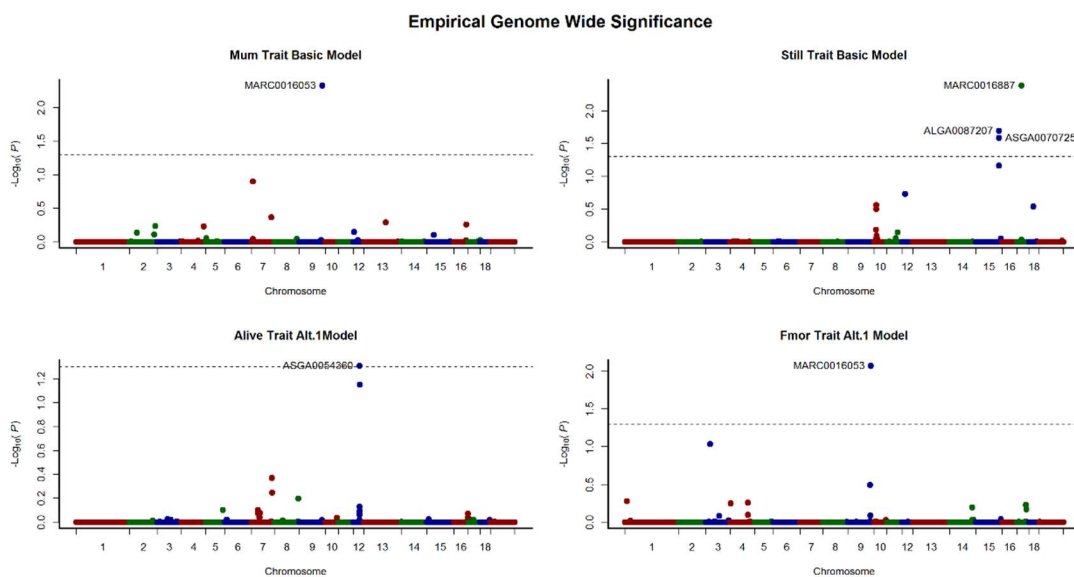 Empirical Genome Wide Significance
Mum Trait Basic Model
MARC0016053
2.0
1.5
1.0
0.5
0.0
-Log10(P)
1 2 3 4 5 6 7 8 9 10 12 13 14 15 16 18
Chromosome
Still Trait Basic Model
MARC0016887
ALGA0087207
ASGA0070725
2.0
1.5
1.0
0.5
0.0
-Log10(P)
1 2 3 4 5 6 7 8 9 10 12 13 14 15 16 18
Chromosome
Alive Trait Alt.1Model
ASGA0054360
1.2
1.0
0.8
0.6
0.4
0.2
0.0
-Log10(P)
1 2 3 4 5 6 7 8 9 10 12 13 14 15 16 18
Chromosome
Fmor Trait Alt.1 Model
MARC0016053
2.0
1.5
1.0
0.5
0.0
-Log10(P)
1 2 3 4 5 6 7 8 9 10 12 13 14 15 16 18
Chromosome